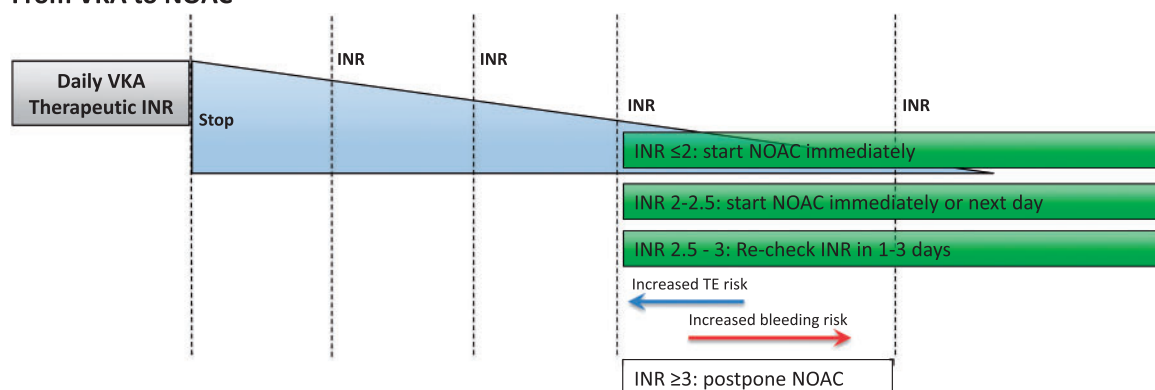 From VKA to NOAC
INR
INR
Daily VKA
Therapeutic INR
Stop
INR
INR
INR ≤2: start NOAC immediately
INR 2-2.5: start NOAC immediately or next day
INR 2.5 - 3: Re-check INR in 1-3 days
Increased TE risk
Increased bleeding risk
INR ≥3: postpone NOAC